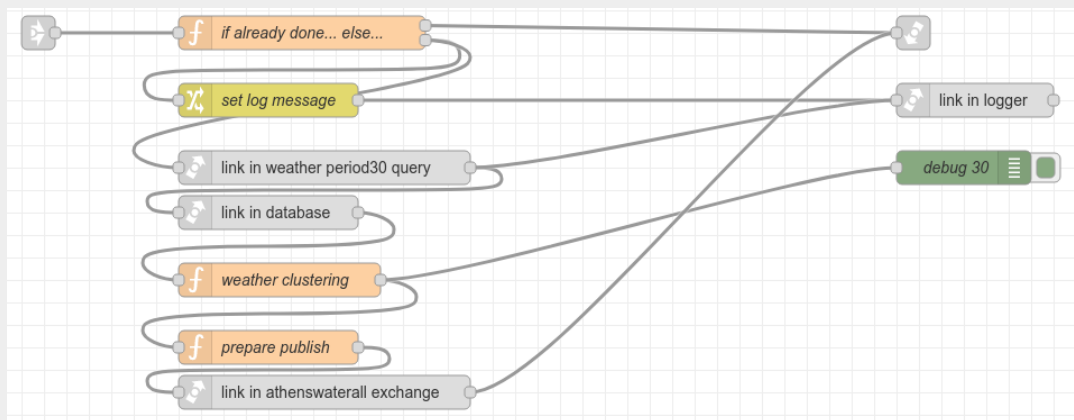 if already done... else...
set log message
link in logger
link in weather period30 query
debug 30
link in database
weather clustering
prepare publish
link in athenswaterall exchange